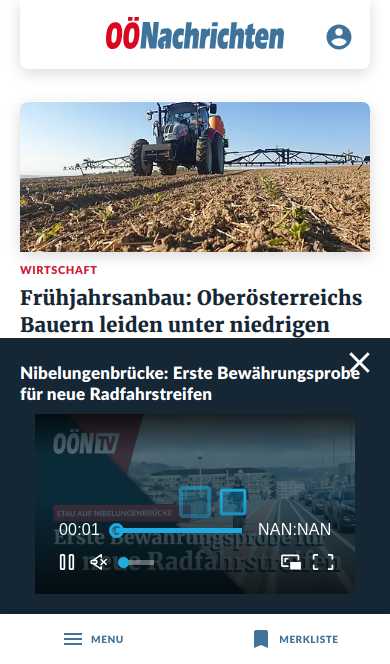 OÖNachrichten
WIRTSCHAFT
Frühjahrsanbau: Oberösterreichs
Bauern leiden unter niedrigen
Nibelungenbrücke: Erste Bewährungsprobe
für neue Radfahrstreifen
OÖN TV
STAU AUF NIBELUNGENBRÜCKE
Erste Bewährungsprobe für
neue Radfahrstreifen
00:01
NAN:NAN
MENU
MERKLISTE